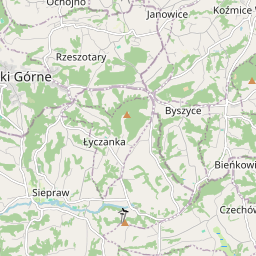 Ochojno
Janowice
Koźmice W
Rzeszotary
ki Górne
Byszyce
Łyczanka
Bieńkowi
Siepraw
Czechów